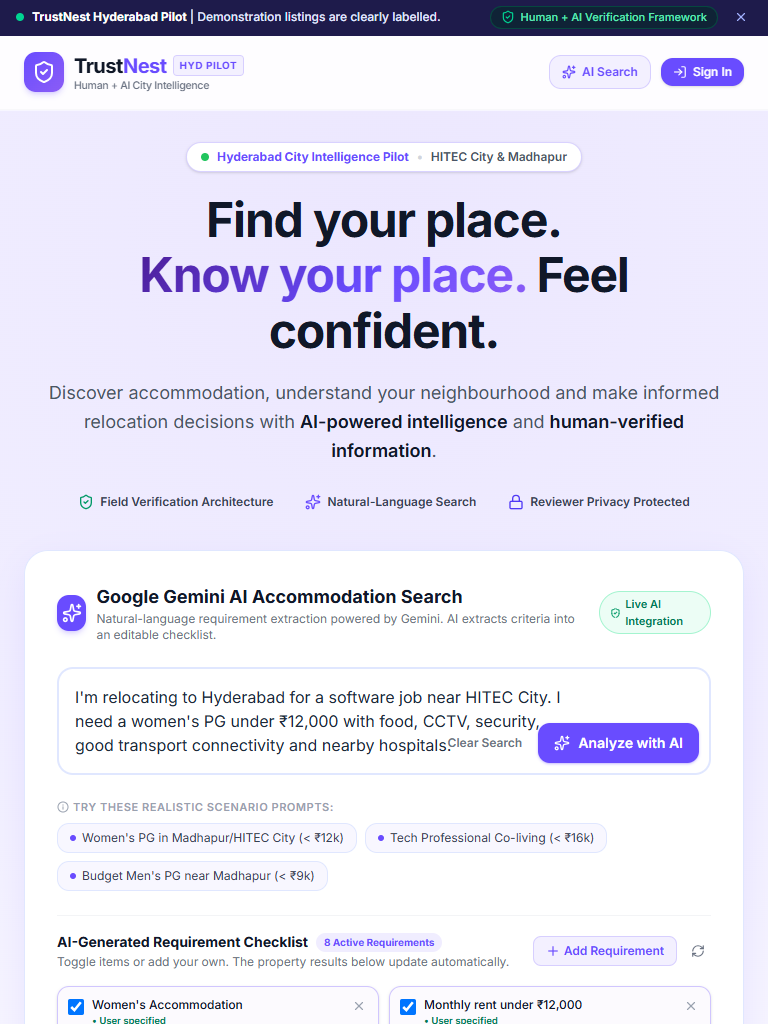 TrustNest Hyderabad Pilot | Demonstration listings are clearly labelled.
Human + AI Verification Framework
TrustNest HYD PILOT
Human + AI City Intelligence
AI Search
Sign In
Hyderabad City Intelligence Pilot • HITEC City & Madhapur
Find your place.
Know your place. Feel
confident.
Discover accommodation, understand your neighbourhood and make informed
relocation decisions with AI-powered intelligence and human-verified
information.
Field Verification Architecture
Natural-Language Search
Reviewer Privacy Protected
Google Gemini AI Accommodation Search
Natural-language requirement extraction powered by Gemini. AI extracts criteria into
an editable checklist.
Live AI
Integration
I'm relocating to Hyderabad for a software job near HITEC City. I
need a women's PG under ₹12,000 with food, CCTV, security,
good transport connectivity and nearby hospitals.
Clear Search
Analyze with AI
TRY THESE REALISTIC SCENARIO PROMPTS:
• Women's PG in Madhapur/HITEC City (< ₹12k)
• Tech Professional Co-living (< ₹16k)
• Budget Men's PG near Madhapur (< ₹9k)
AI-Generated Requirement Checklist
8 Active Requirements
Toggle items or add your own. The property results below update automatically.
+ Add Requirement
Women's Accommodation
• User specified
Monthly rent under ₹12,000
• User specified